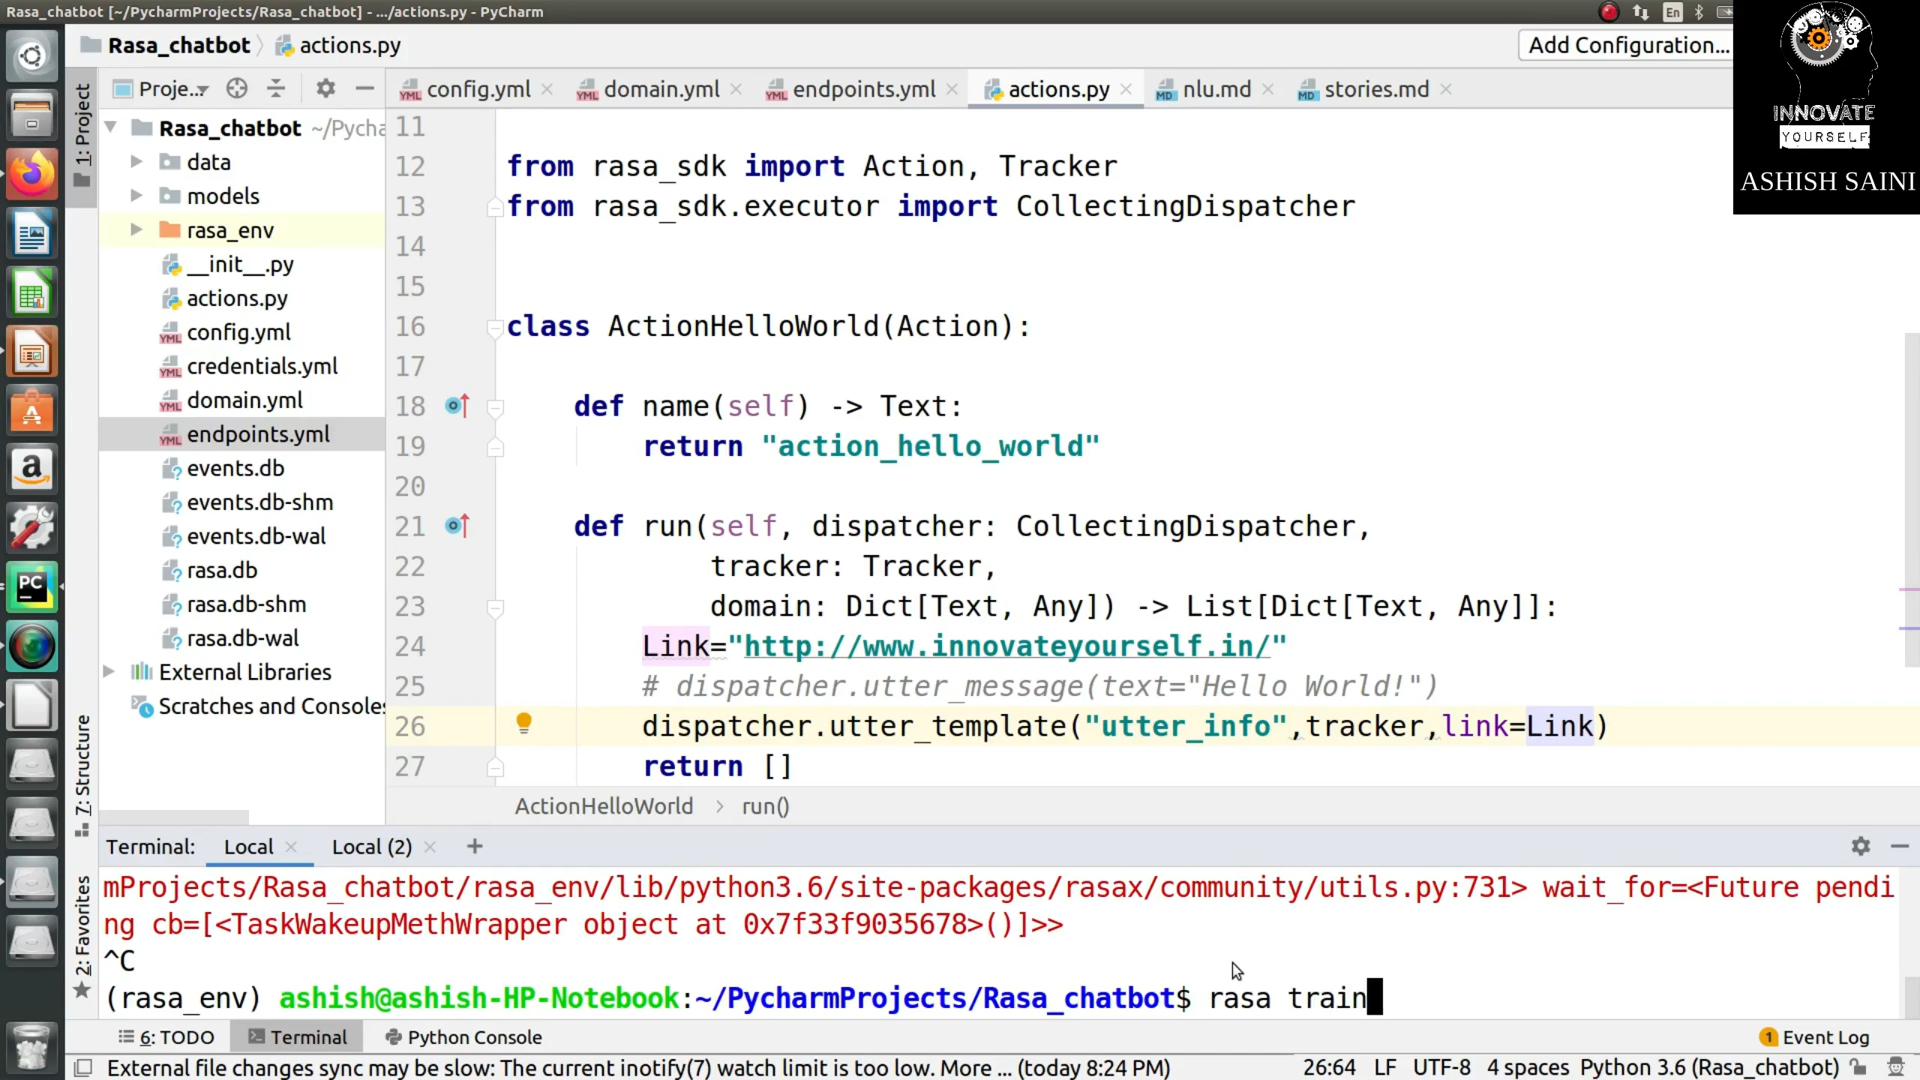 Rasa_chatbot [~/PycharmProjects/Rasa_chatbot] - .../actions.py - PyCharm
En
Rasa_chatbot
actions.py
Add Configuration...
INNOVATE
YOURSELF
ASHISH SAINI
1: Project
Proje...
config.yml
domain.yml
endpoints.yml
actions.py
nlu.md
stories.md
Rasa_chatbot ~/Pycha
data
models
rasa_env
__init__.py
actions.py
config.yml
credentials.yml
domain.yml
endpoints.yml
events.db
events.db-shm
events.db-wal
rasa.db
rasa.db-shm
rasa.db-wal
External Libraries
Scratches and Consoles
7: Structure
2: Favorites
11
12 from rasa_sdk import Action, Tracker
13 from rasa_sdk.executor import CollectingDispatcher
14
15
16 class ActionHelloWorld(Action):
17
18 def name(self) -> Text:
19 return "action_hello_world"
20
21 def run(self, dispatcher: CollectingDispatcher,
22 tracker: Tracker,
23 domain: Dict[Text, Any]) -> List[Dict[Text, Any]]:
24 Link="http://www.innovateyourself.in/"
25 # dispatcher.utter_message(text="Hello World!")
26 dispatcher.utter_template("utter_info",tracker,link=Link)
27 return []
ActionHelloWorld > run()
Terminal: Local Local (2) +
mProjects/Rasa_chatbot/rasa_env/lib/python3.6/site-packages/rasax/community/utils.py:731> wait_for=<Future pendi
ng cb=[<TaskWakeupMethWrapper object at 0x7f33f9035678>()]>>
^C
(rasa_env) ashish@ashish-HP-Notebook:~/PycharmProjects/Rasa_chatbot$ rasa train
6: TODO
Terminal
Python Console
1 Event Log
External file changes sync may be slow: The current inotify(7) watch limit is too low. More ... (today 8:24 PM)
26:64 LF UTF-8 4 spaces Python 3.6 (Rasa_chatbot)